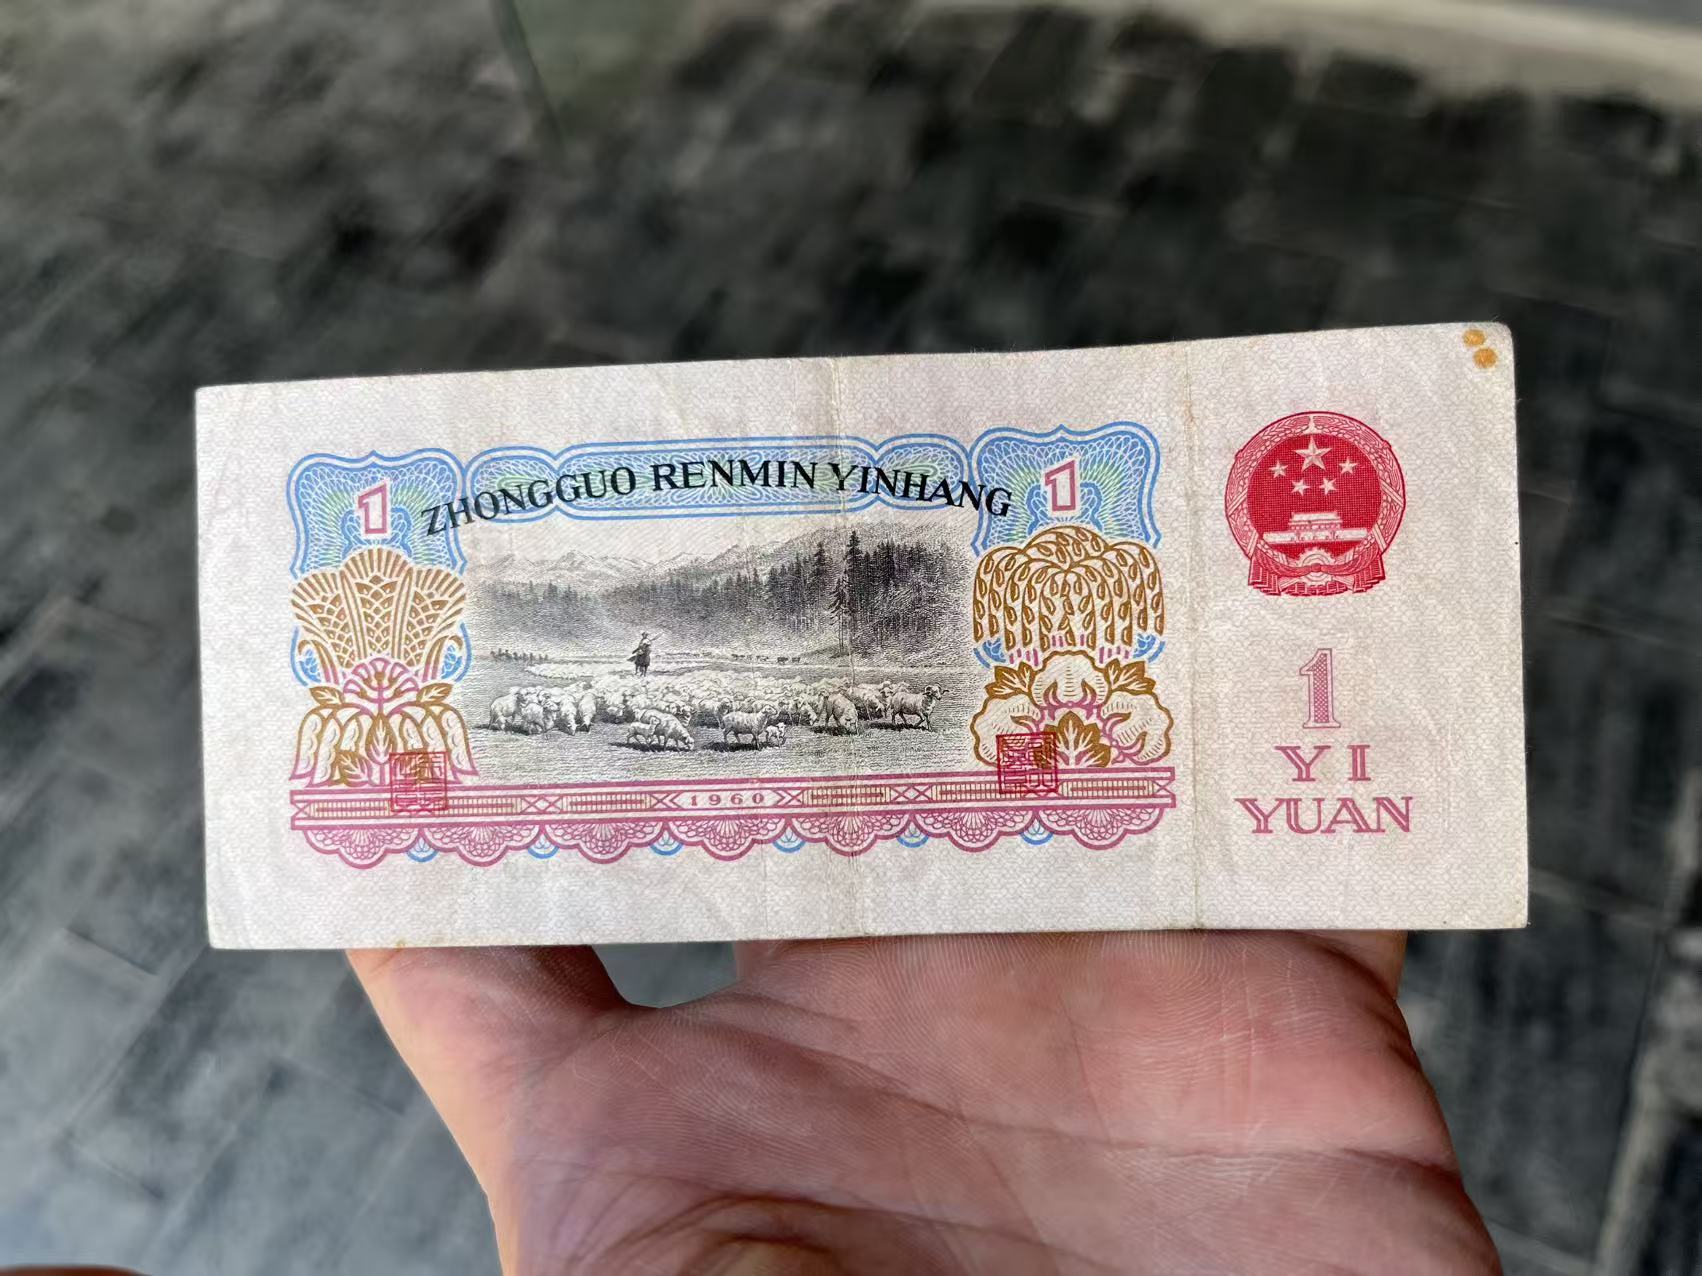 1 ZHONGGUO RENMIN YINHANG 1
1960
1
YI
YUAN